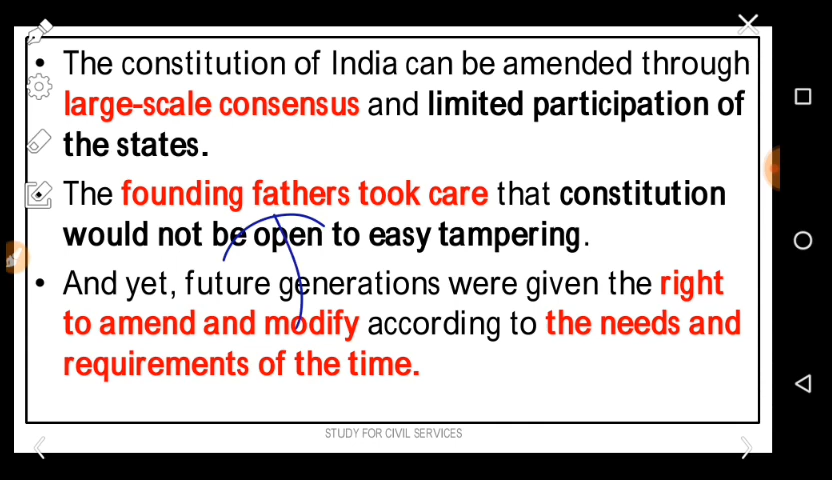 • The constitution of India can be amended through
large-scale consensus and limited participation of
the states.
The founding fathers took care that constitution
would not be open to easy tampering.
• And yet, future generations were given the right
to amend and modify according to the needs and
requirements of the time.
STUDY FOR CIVIL SERVICES